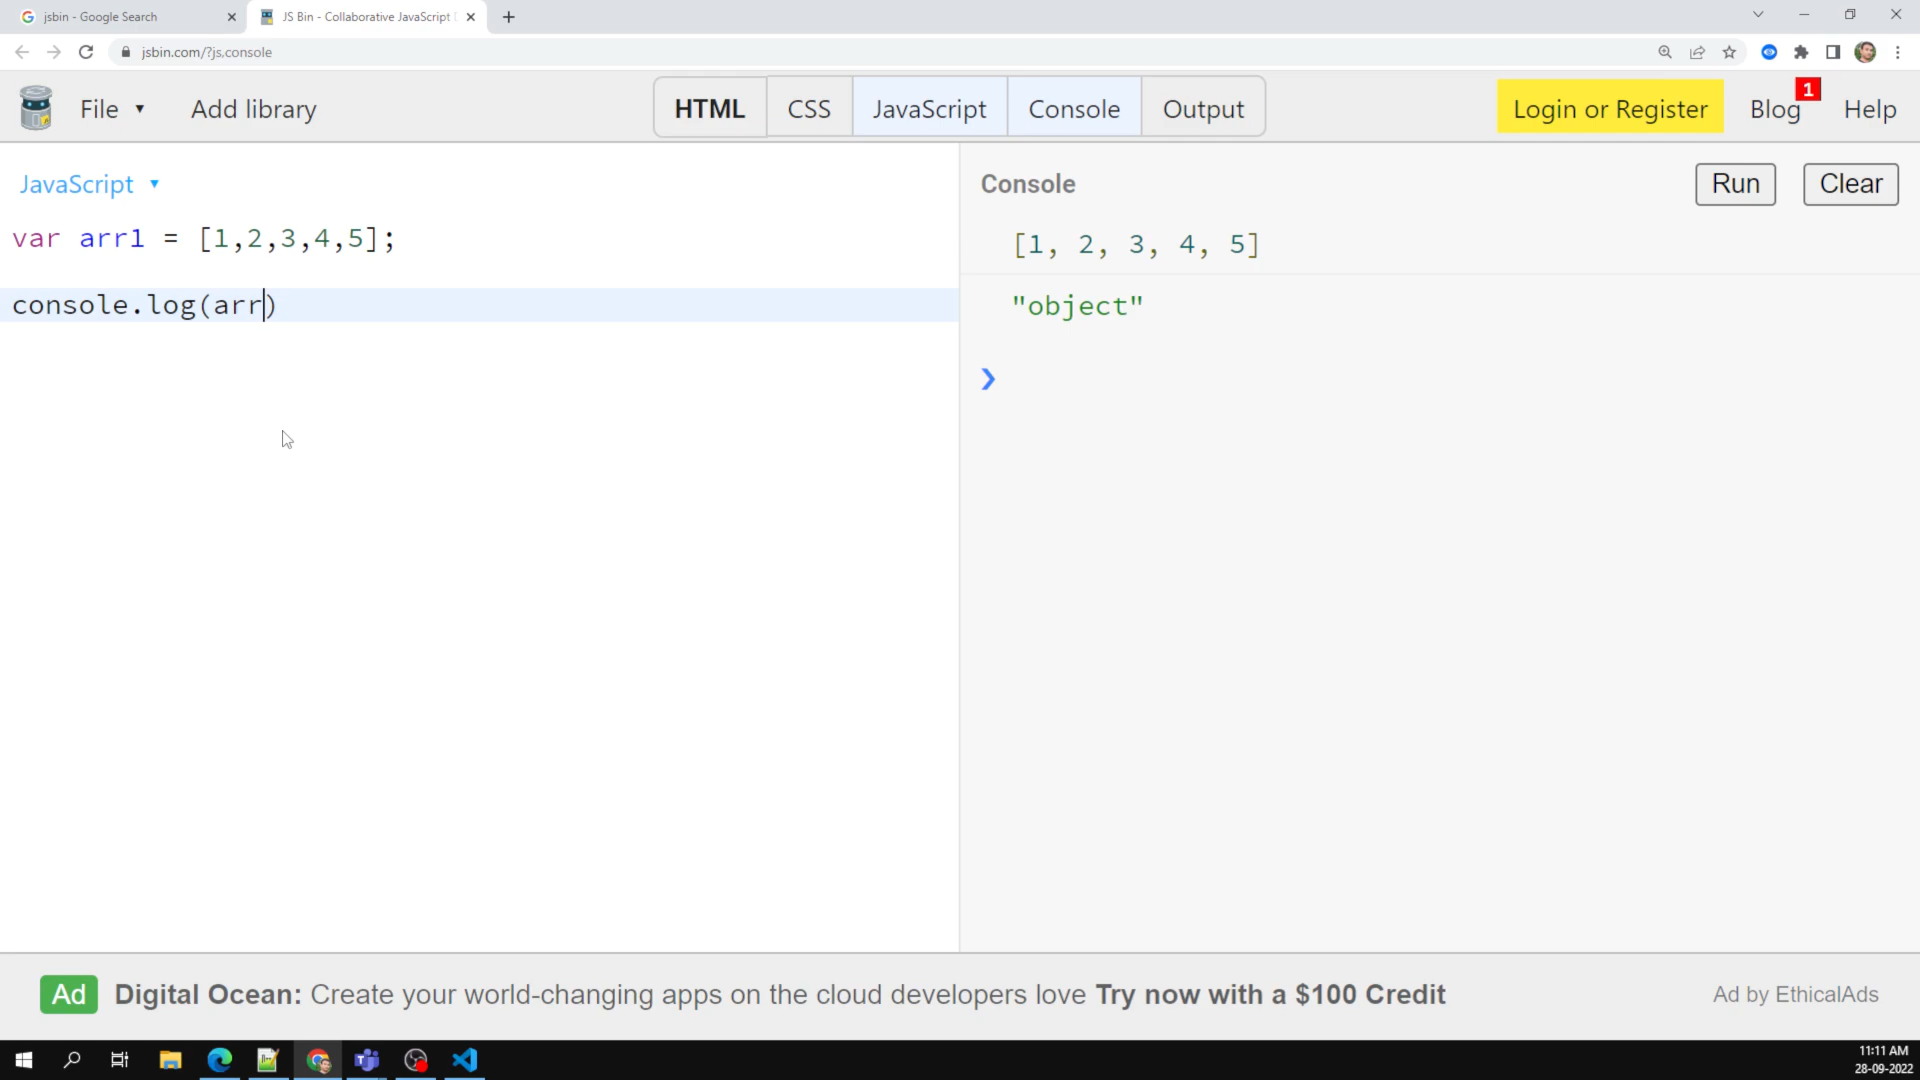 jsbin - Google Search
JS Bin - Collaborative JavaScript D
jsbin.com/?js,console
File
Add library
HTML
CSS
JavaScript
Console
Output
Login or Register
Blog
1
Help
JavaScript
var arr1 = [1,2,3,4,5];
console.log(arr)
Console
Run
Clear
[1, 2, 3, 4, 5]
"object"
Ad
Digital Ocean: Create your world-changing apps on the cloud developers love Try now with a $100 Credit
Ad by EthicalAds
11:11 AM
28-09-2022